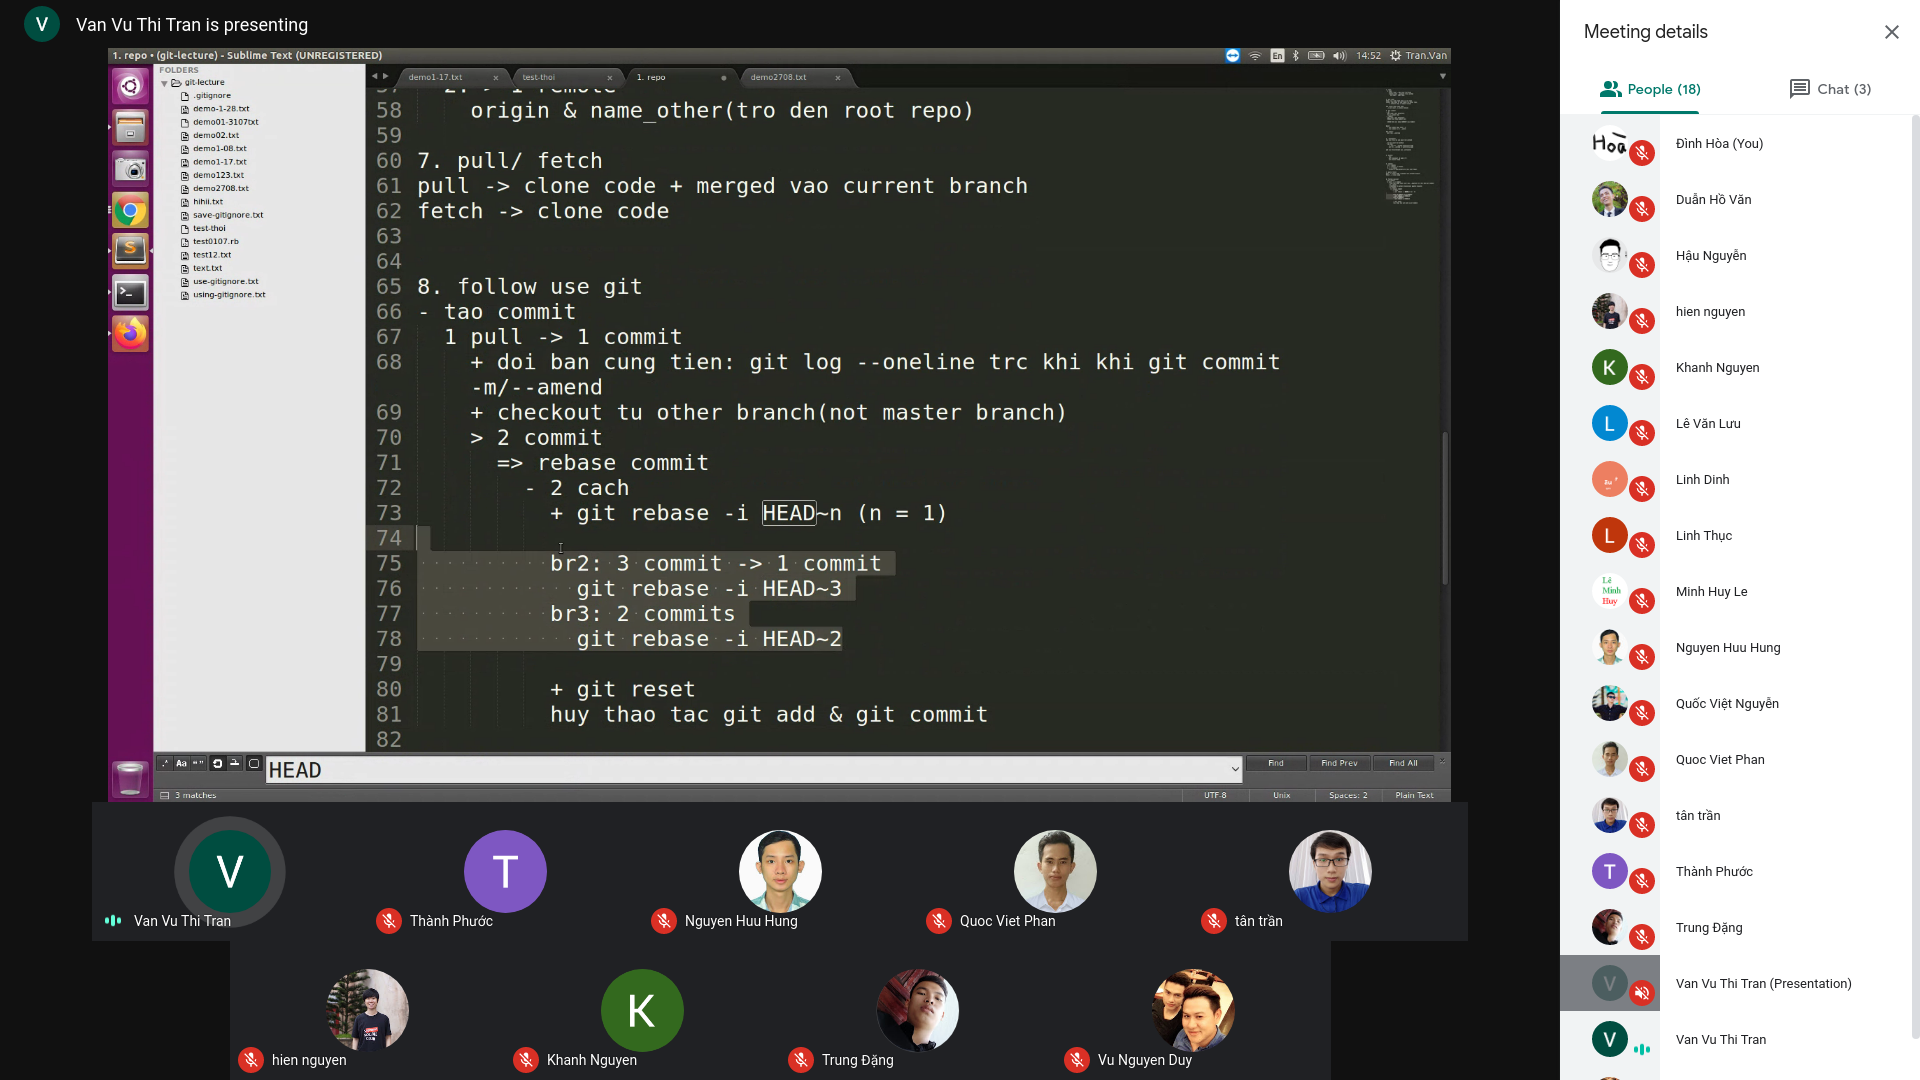 V Van Vu Thi Tran is presenting
1. repo • (git-lecture) - Sublime Text (UNREGISTERED)
En 14:52 Tran.Van
FOLDERS
git-lecture
.gitignore
demo-1-28.txt
demo01-3107txt
demo02.txt
demo1-08.txt
demo1-17.txt
demo123.txt
demo2708.txt
hihii.txt
save-gitignore.txt
test-thoi
test0107.rb
test12.txt
text.txt
use-gitignore.txt
using-gitignore.txt
demo1-17.txt × test-thoi × 1. repo • demo2708.txt ×
57 2. > 1 remote
58 origin & name_other(tro den root repo)
59
60 7. pull/ fetch
61 pull -> clone code + merged vao current branch
62 fetch -> clone code
63
64
65 8. follow use git
66 - tao commit
67 1 pull -> 1 commit
68 + doi ban cung tien: git log --oneline trc khi khi git commit
-m/--amend
69 + checkout tu other branch(not master branch)
70 > 2 commit
71 => rebase commit
72 - 2 cach
73 + git rebase -i HEAD~n (n = 1)
74
75 br2: 3 commit -> 1 commit
76 git rebase -i HEAD~3
77 br3: 2 commits
78 git rebase -i HEAD~2
79
80 + git reset
81 huy thao tac git add & git commit
82
.* Aa “” HEAD Find Find Prev Find All
3 matches UTF-8 Unix Spaces: 2 Plain Text
V T
Van Vu Thi Tran Thành Phước Nguyen Huu Hung Quoc Viet Phan tân trần
K
hien nguyen Khanh Nguyen Trung Đặng Vu Nguyen Duy
Meeting details
People (18) Chat (3)
Hòa Đình Hòa (You)
Duẩn Hồ Văn
Hậu Nguyễn
hien nguyen
K Khanh Nguyen
L Lê Văn Lưu
Linh Dinh
L Linh Thục
Lê Minh Huy Minh Huy Le
Nguyen Huu Hung
Quốc Việt Nguyễn
Quoc Viet Phan
tân trần
T Thành Phước
Trung Đặng
V Van Vu Thi Tran (Presentation)
V Van Vu Thi Tran